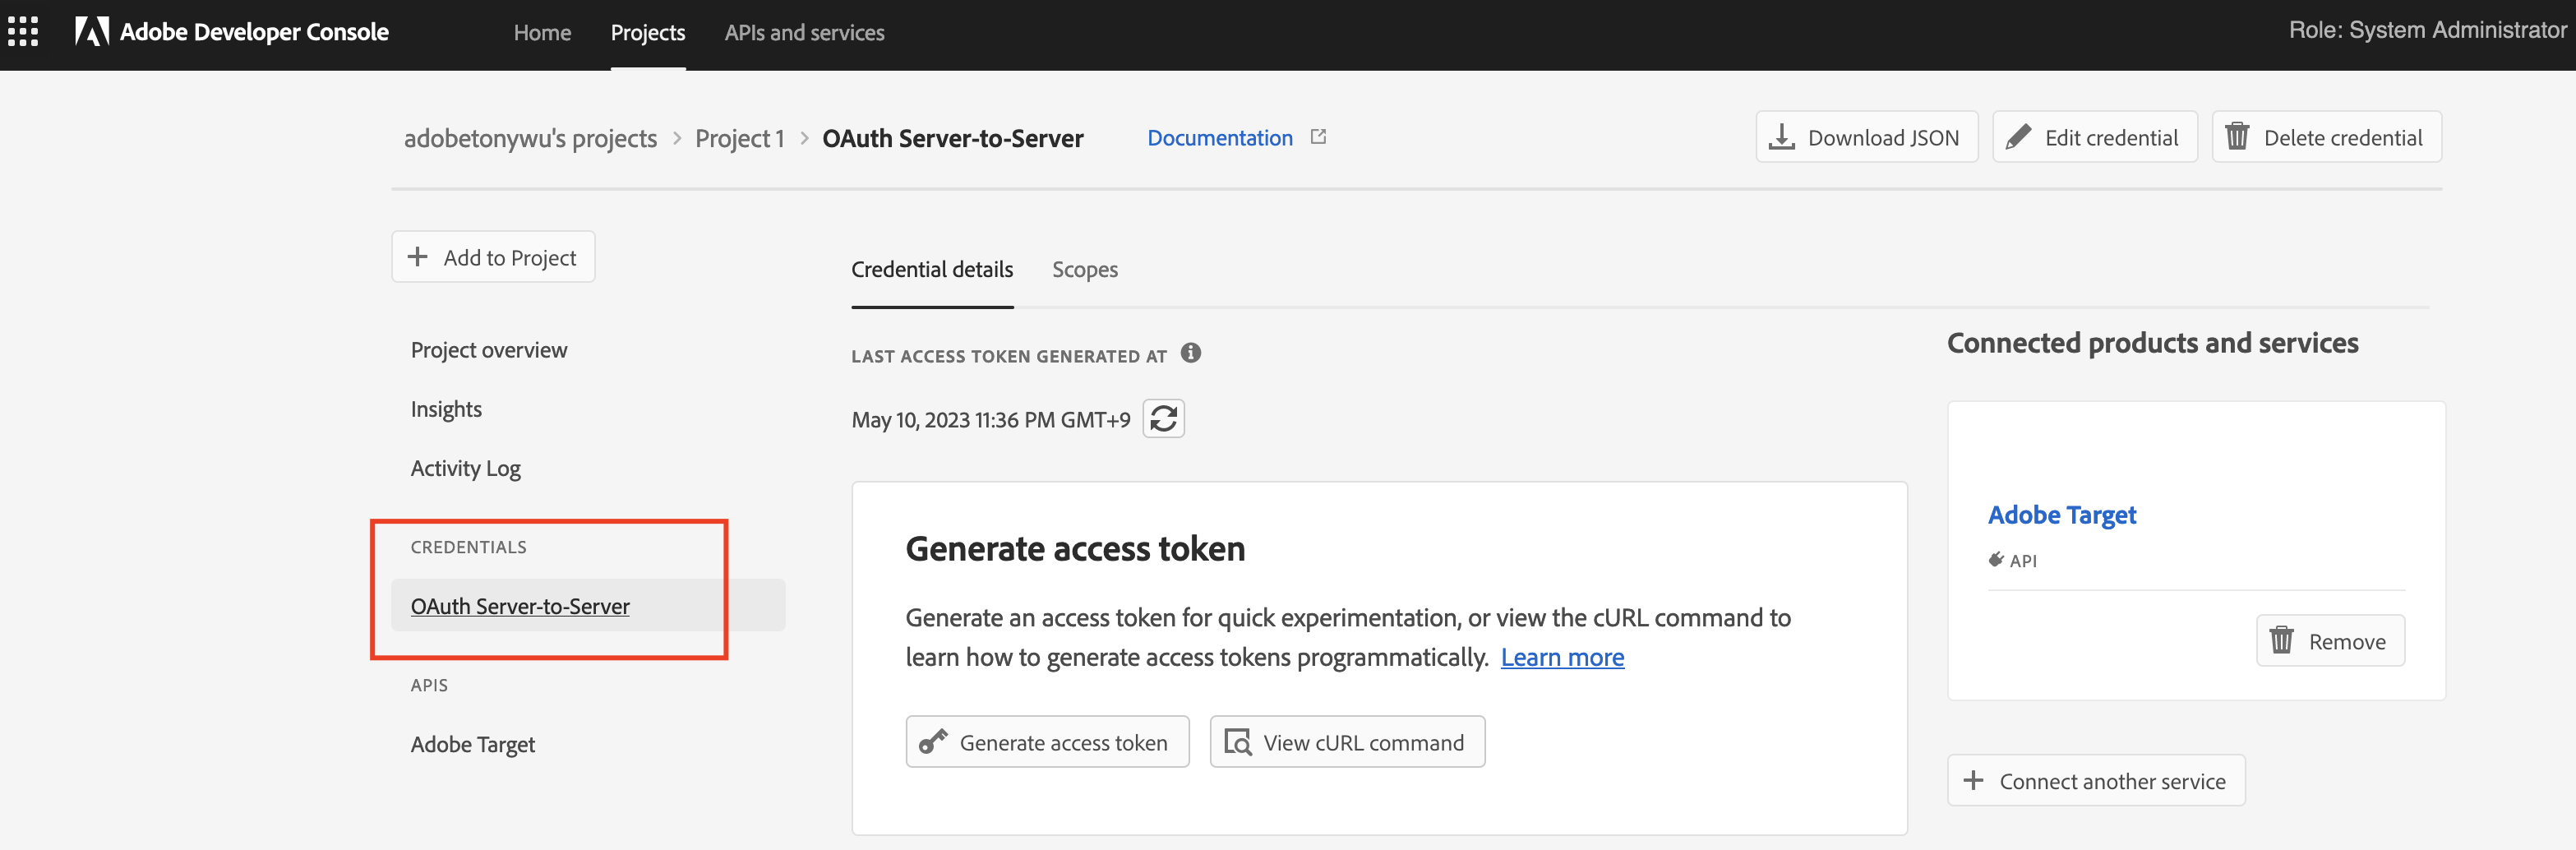 Adobe Developer Console
Home
Projects
APIs and services
Role: System Administrator
adobetonywu's projects > Project 1 > OAuth Server-to-Server
Documentation
Download JSON
Edit credential
Delete credential
Add to Project
Project overview
Insights
Activity Log
CREDENTIALS
OAuth Server-to-Server
APIS
Adobe Target
Credential details
Scopes
LAST ACCESS TOKEN GENERATED AT
May 10, 2023 11:36 PM GMT+9
Generate access token
Generate an access token for quick experimentation, or view the cURL command to
learn how to generate access tokens programmatically. Learn more
Generate access token
View cURL command
Connected products and services
Adobe Target
API
Remove
Connect another service